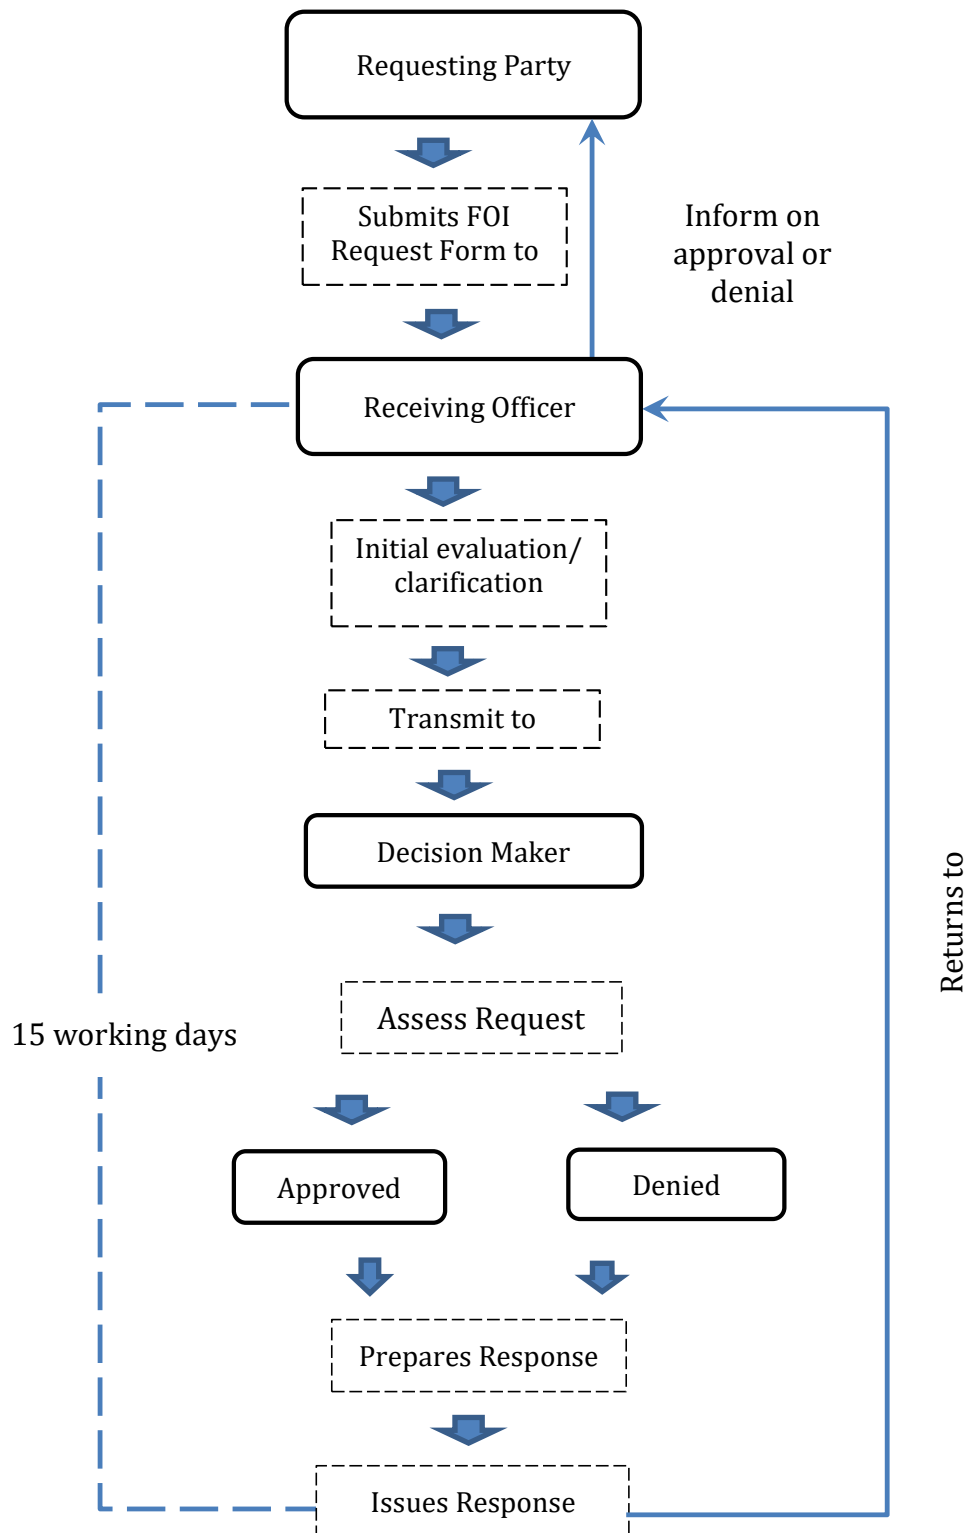 Requesting Party
Submits FOI
Request Form to
Inform on
approval or
denial
Receiving Officer
Initial evaluation/
clarification
Transmit to
Decision Maker
Returns to
Assess Request
15 working days
Approved
Denied
Prepares Response
Issues Response